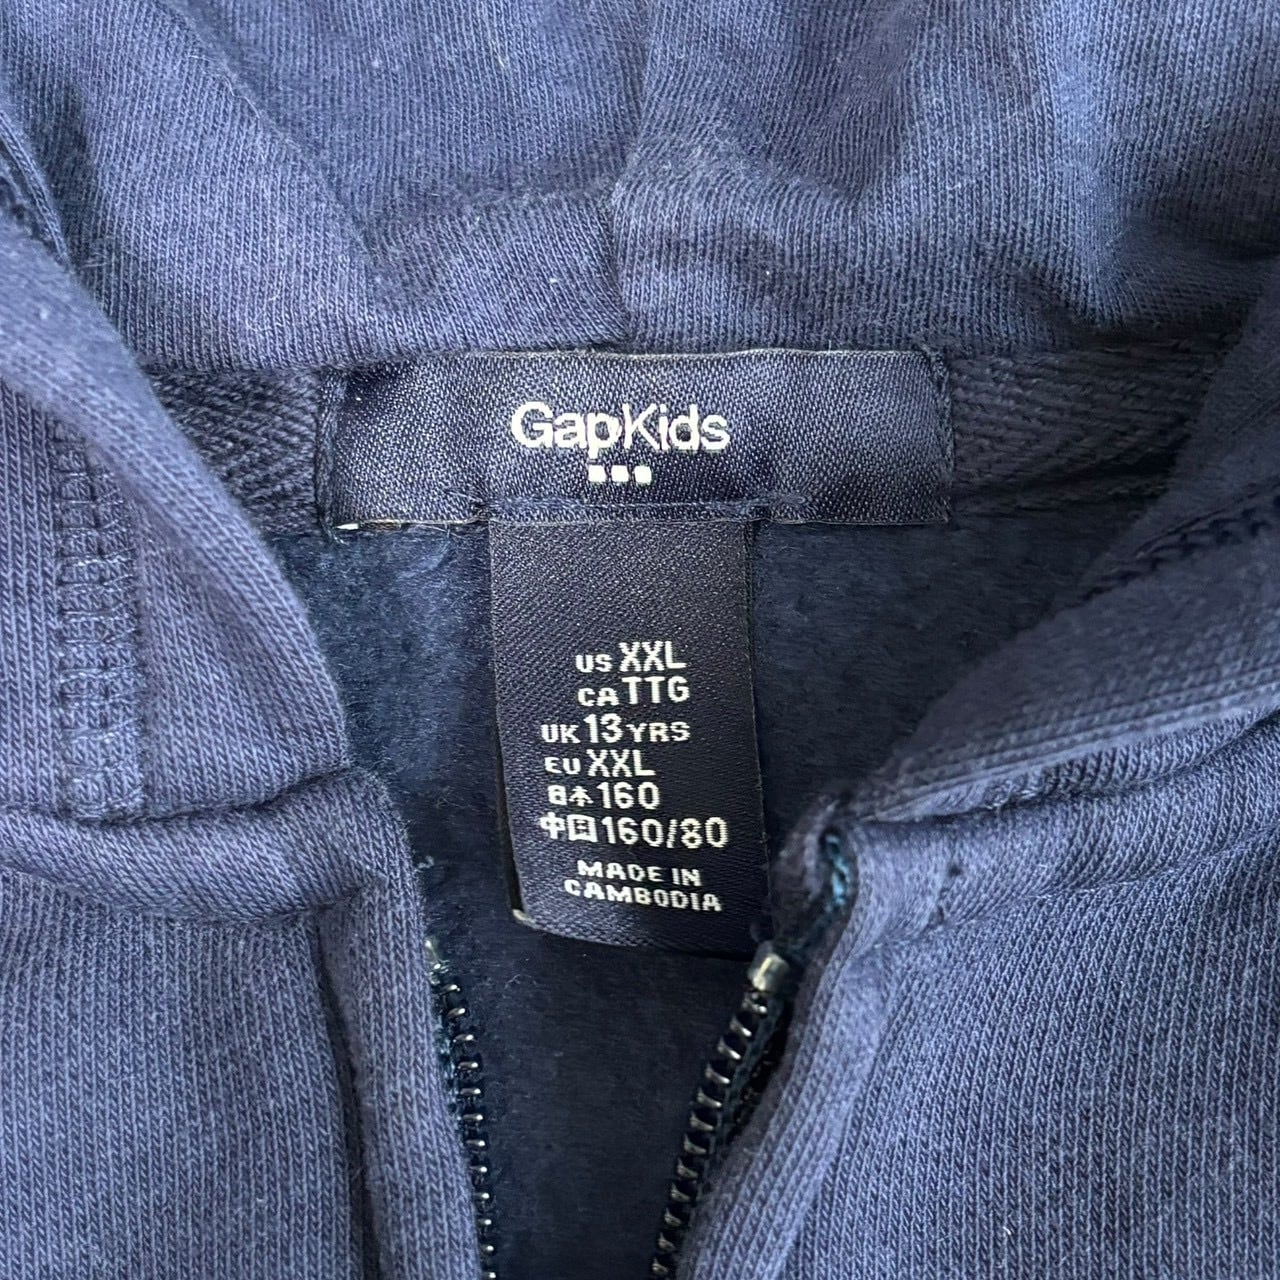 GapKids
US XXL
CA TTG
UK 13 YRS
EU XXL
日本 160
中国 160/80
MADE IN
CAMBODIA